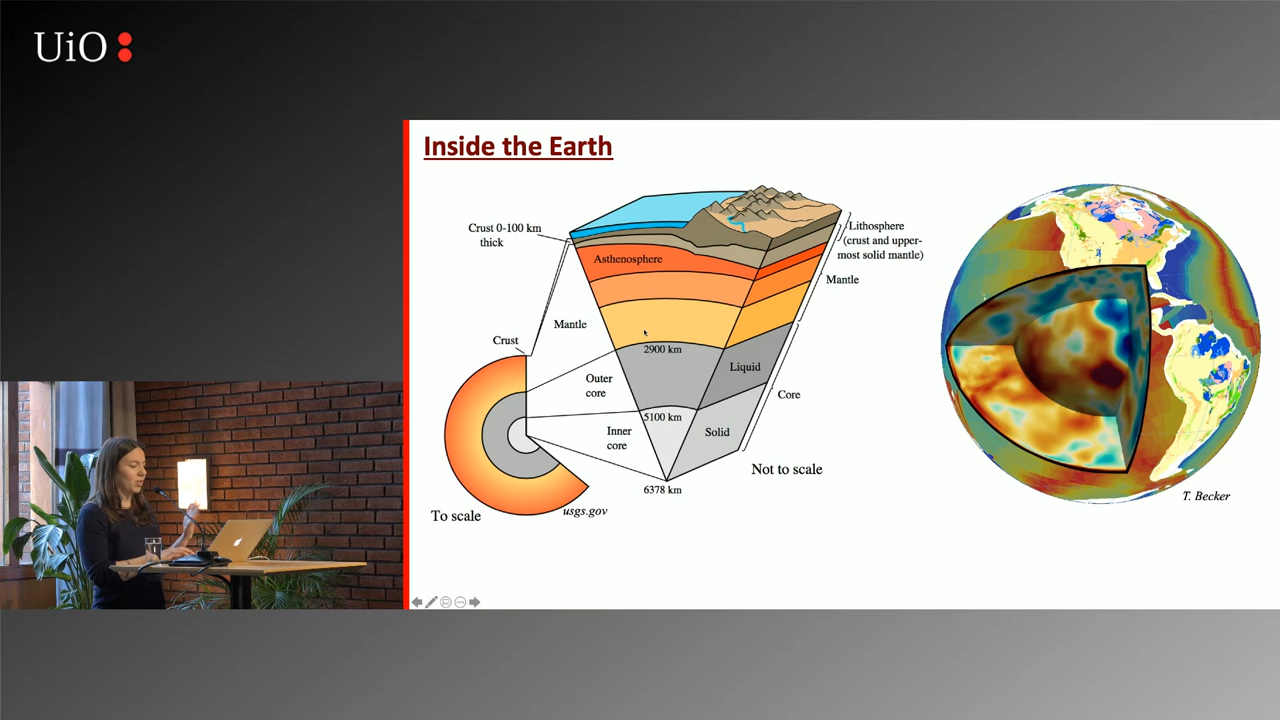 UiO
Inside the Earth
Crust 0-100 km
thick
Asthenosphere
Lithosphere
(crust and upper-
most solid mantle)
Mantle
Mantle
Crust
2900 km
Liquid
Outer
core
Core
5100 km
Inner
core
Solid
Not to scale
6378 km
To scale
usgs.gov
T. Becker